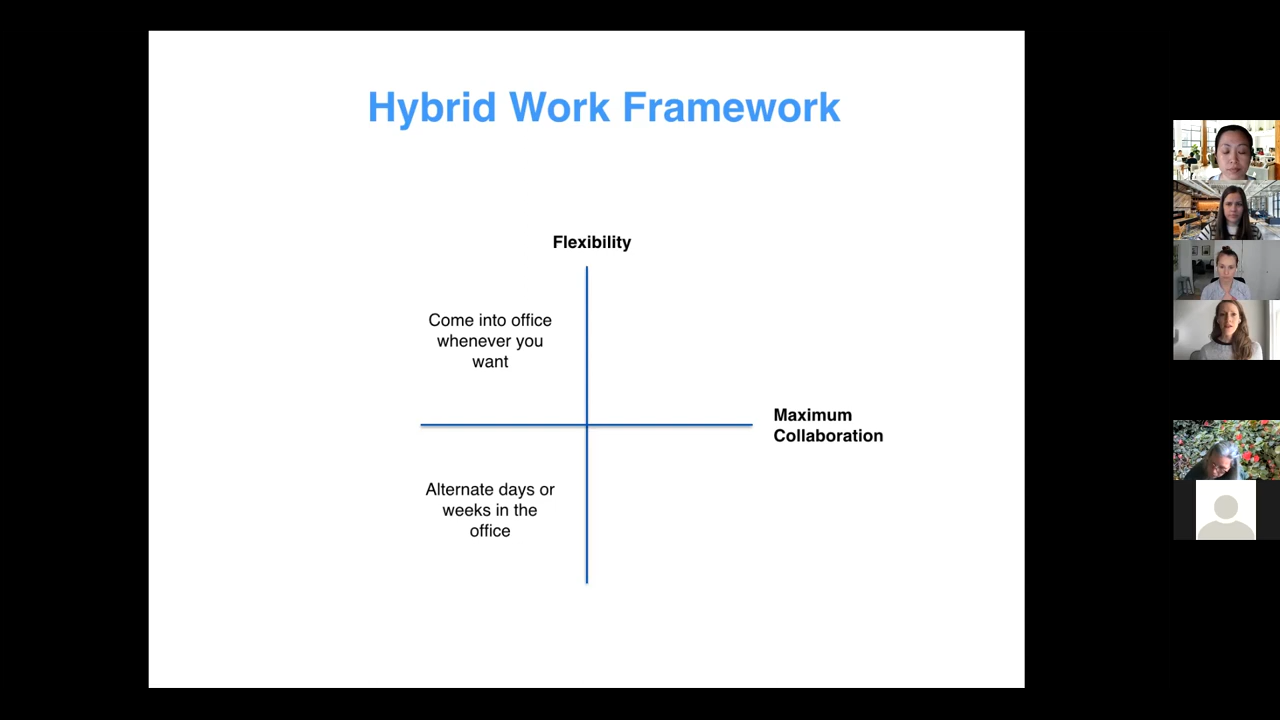 Hybrid Work Framework
Flexibility
Come into office
whenever you
want
Maximum
Collaboration
Alternate days or
weeks in the
office